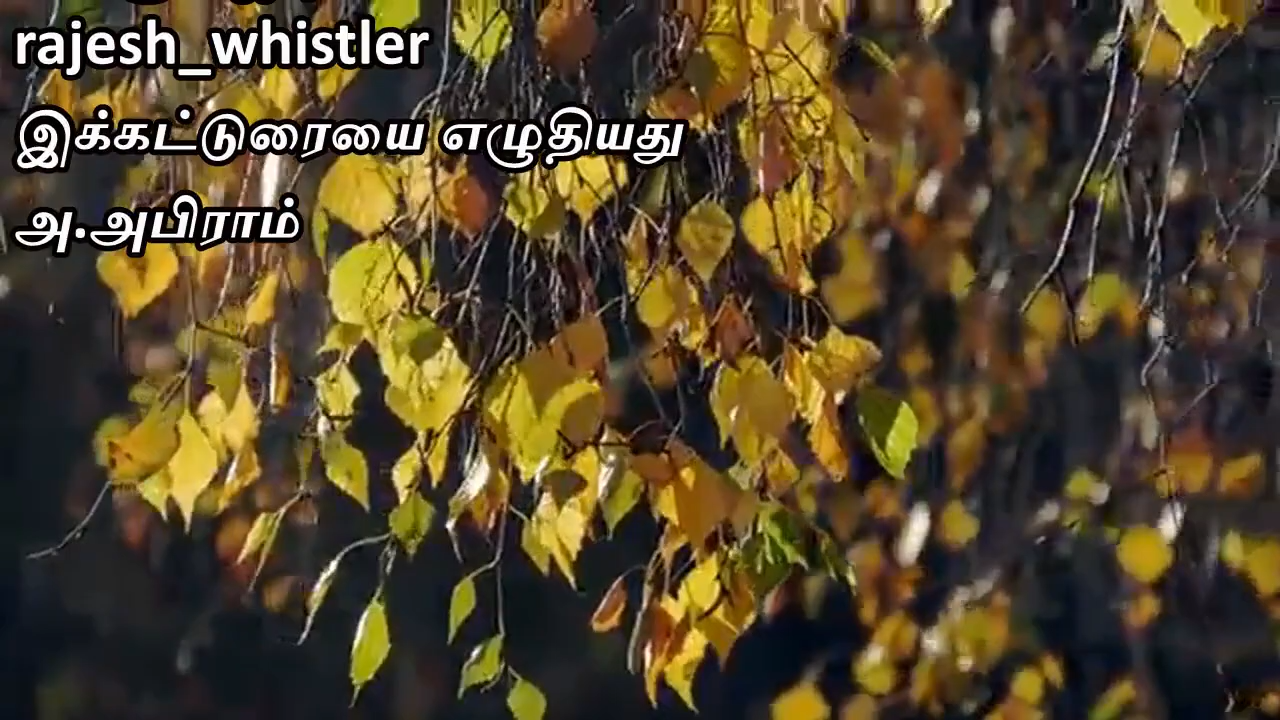 rajesh_whistler
இக்கட்டுரையை எழுதியது
அ.அபிராம்